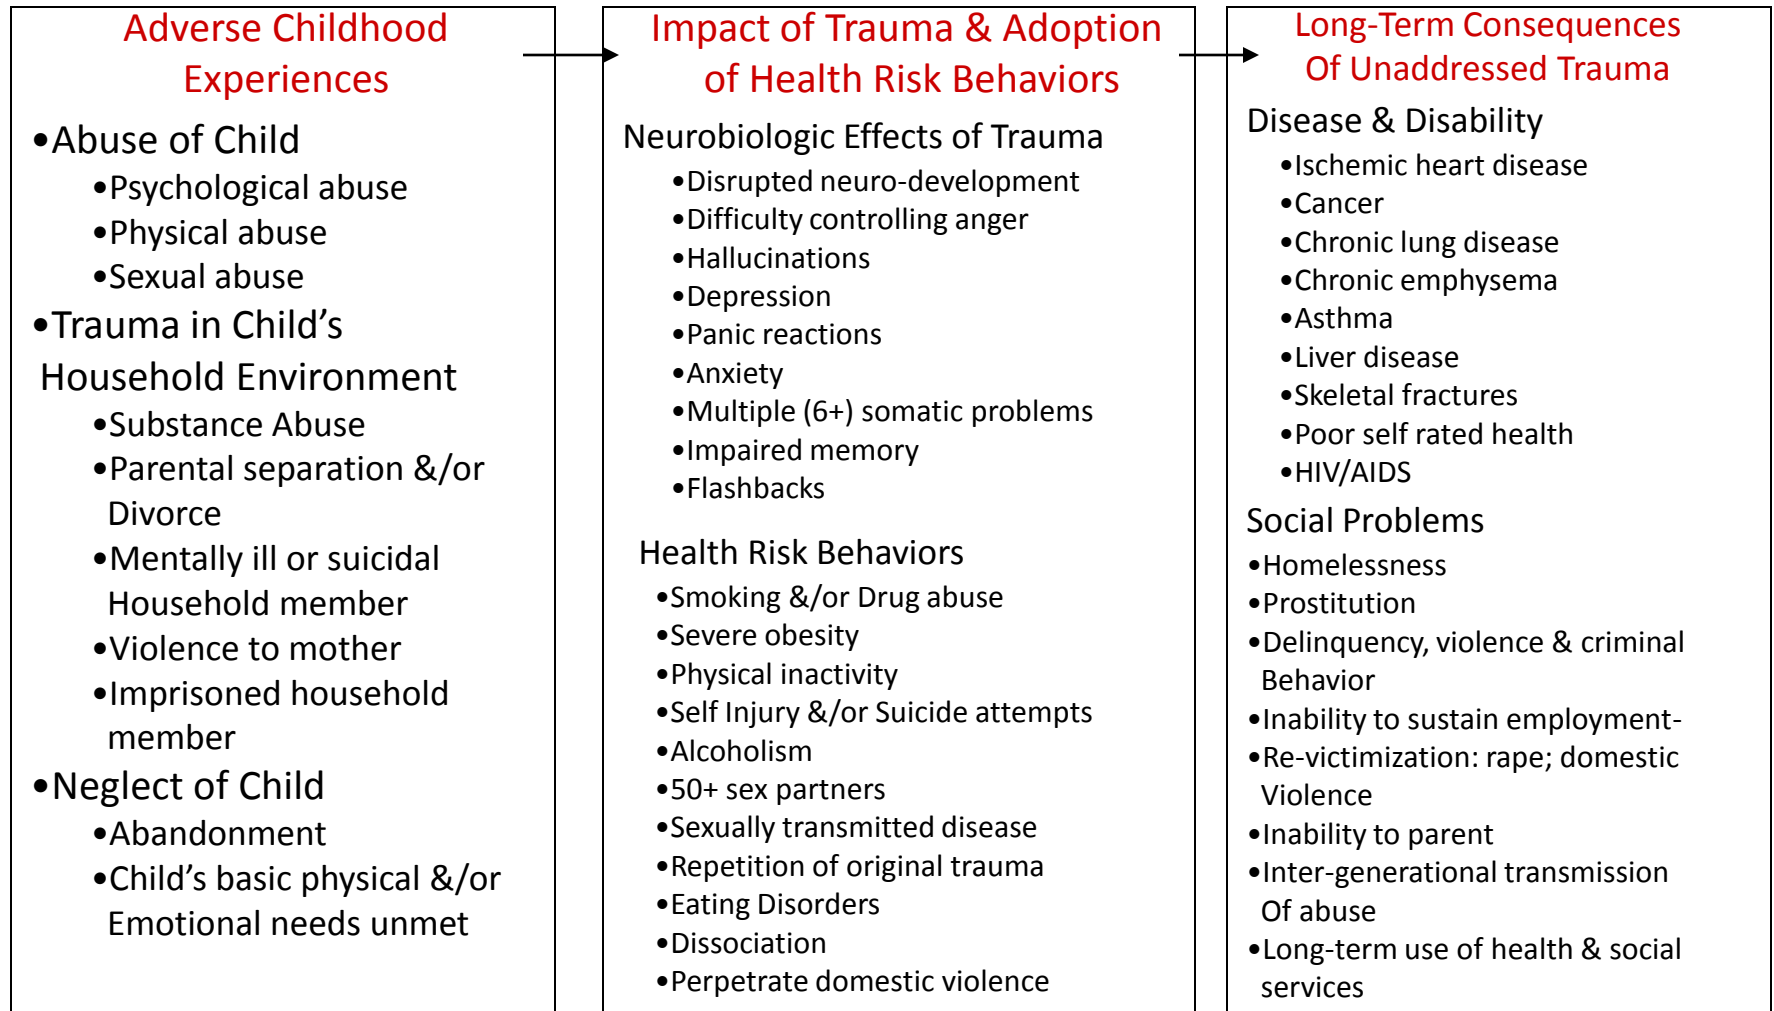 Adverse Childhood
Experiences
•Abuse of Child
•Psychological abuse
•Physical abuse
•Sexual abuse
•Trauma in Child’s
Household Environment
•Substance Abuse
•Parental separation &/or
Divorce
•Mentally ill or suicidal
Household member
•Violence to mother
•Imprisoned household
member
•Neglect of Child
•Abandonment
•Child’s basic physical &/or
Emotional needs unmet
Impact of Trauma & Adoption
of Health Risk Behaviors
Neurobiologic Effects of Trauma
•Disrupted neuro-development
•Difficulty controlling anger
•Hallucinations
•Depression
•Panic reactions
•Anxiety
•Multiple (6+) somatic problems
•Impaired memory
•Flashbacks
Health Risk Behaviors
•Smoking &/or Drug abuse
•Severe obesity
•Physical inactivity
•Self Injury &/or Suicide attempts
•Alcoholism
•50+ sex partners
•Sexually transmitted disease
•Repetition of original trauma
•Eating Disorders
•Dissociation
•Perpetrate domestic violence
Long-Term Consequences
Of Unaddressed Trauma
Disease & Disability
•Ischemic heart disease
•Cancer
•Chronic lung disease
•Chronic emphysema
•Asthma
•Liver disease
•Skeletal fractures
•Poor self rated health
•HIV/AIDS
Social Problems
•Homelessness
•Prostitution
•Delinquency, violence & criminal
Behavior
•Inability to sustain employment-
•Re-victimization: rape; domestic
Violence
•Inability to parent
•Inter-generational transmission
Of abuse
•Long-term use of health & social
services